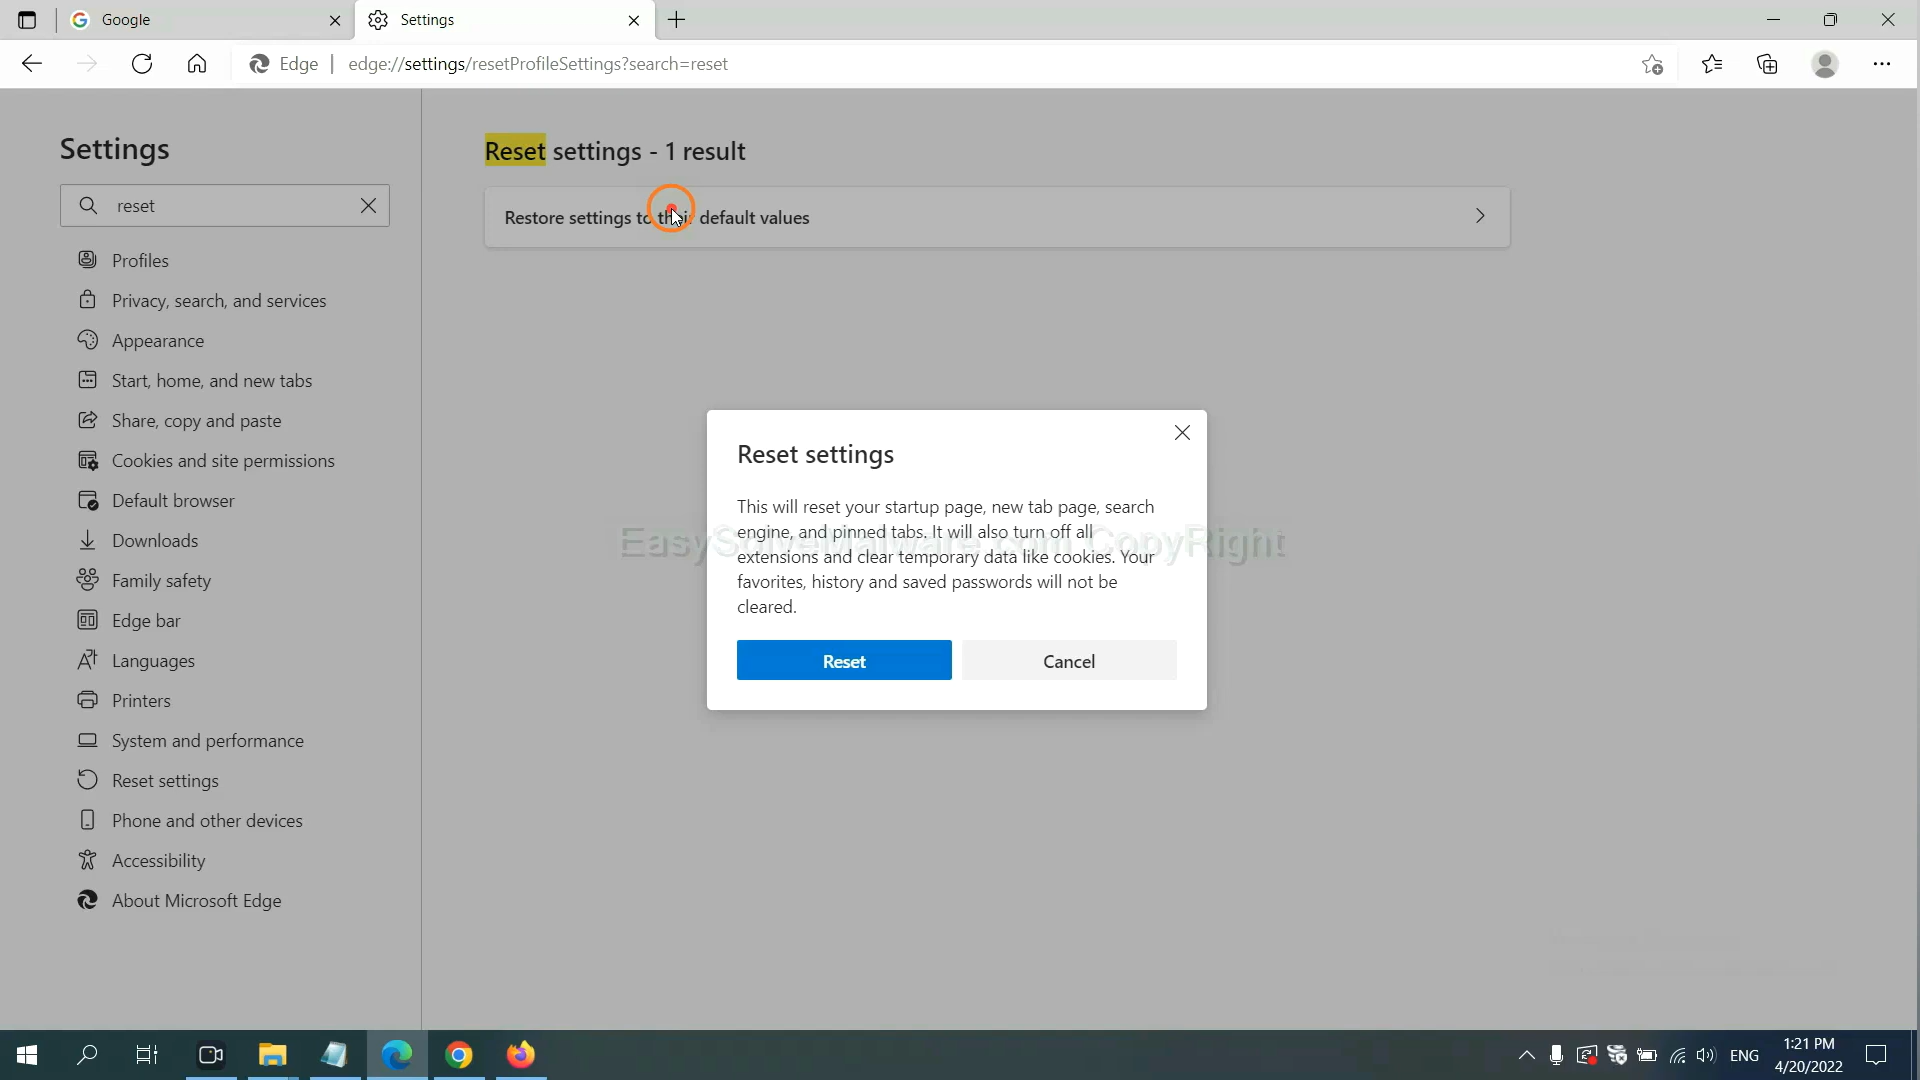 Google
Settings
Edge
edge://settings/resetProfileSettings?search=reset
Settings
reset
Profiles
Privacy, search, and services
Appearance
Start, home, and new tabs
Share, copy and paste
Cookies and site permissions
Default browser
Downloads
Family safety
Edge bar
Languages
Printers
System and performance
Reset settings
Phone and other devices
Accessibility
About Microsoft Edge
Reset settings - 1 result
Restore settings to their default values
Reset settings
This will reset your startup page, new tab page, search
engine, and pinned tabs. It will also turn off all
extensions and clear temporary data like cookies. Your
favorites, history and saved passwords will not be
cleared.
Reset
Cancel
EasySolveMalware.com CopyRight
ENG
1:21 PM
4/20/2022